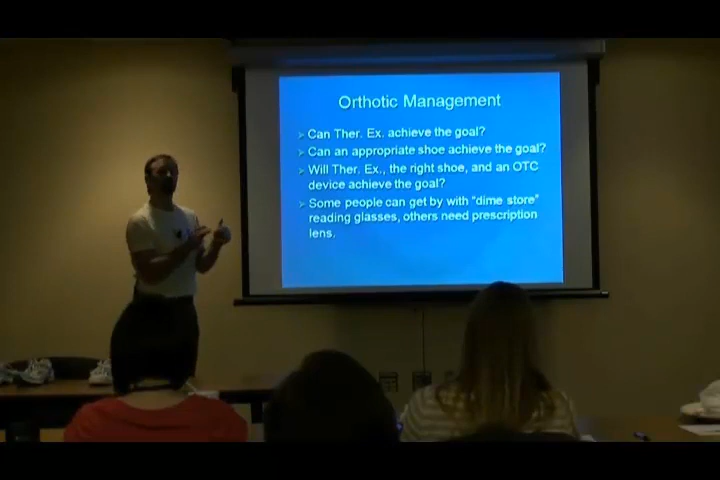 Orthotic Management
Can Ther. Ex. achieve the goal?
Can an appropriate shoe achieve the goal?
Will Ther. Ex., the right shoe, and an OTC
device achieve the goal?
Some people can get by with "dime store"
reading glasses, others need prescription
lens.